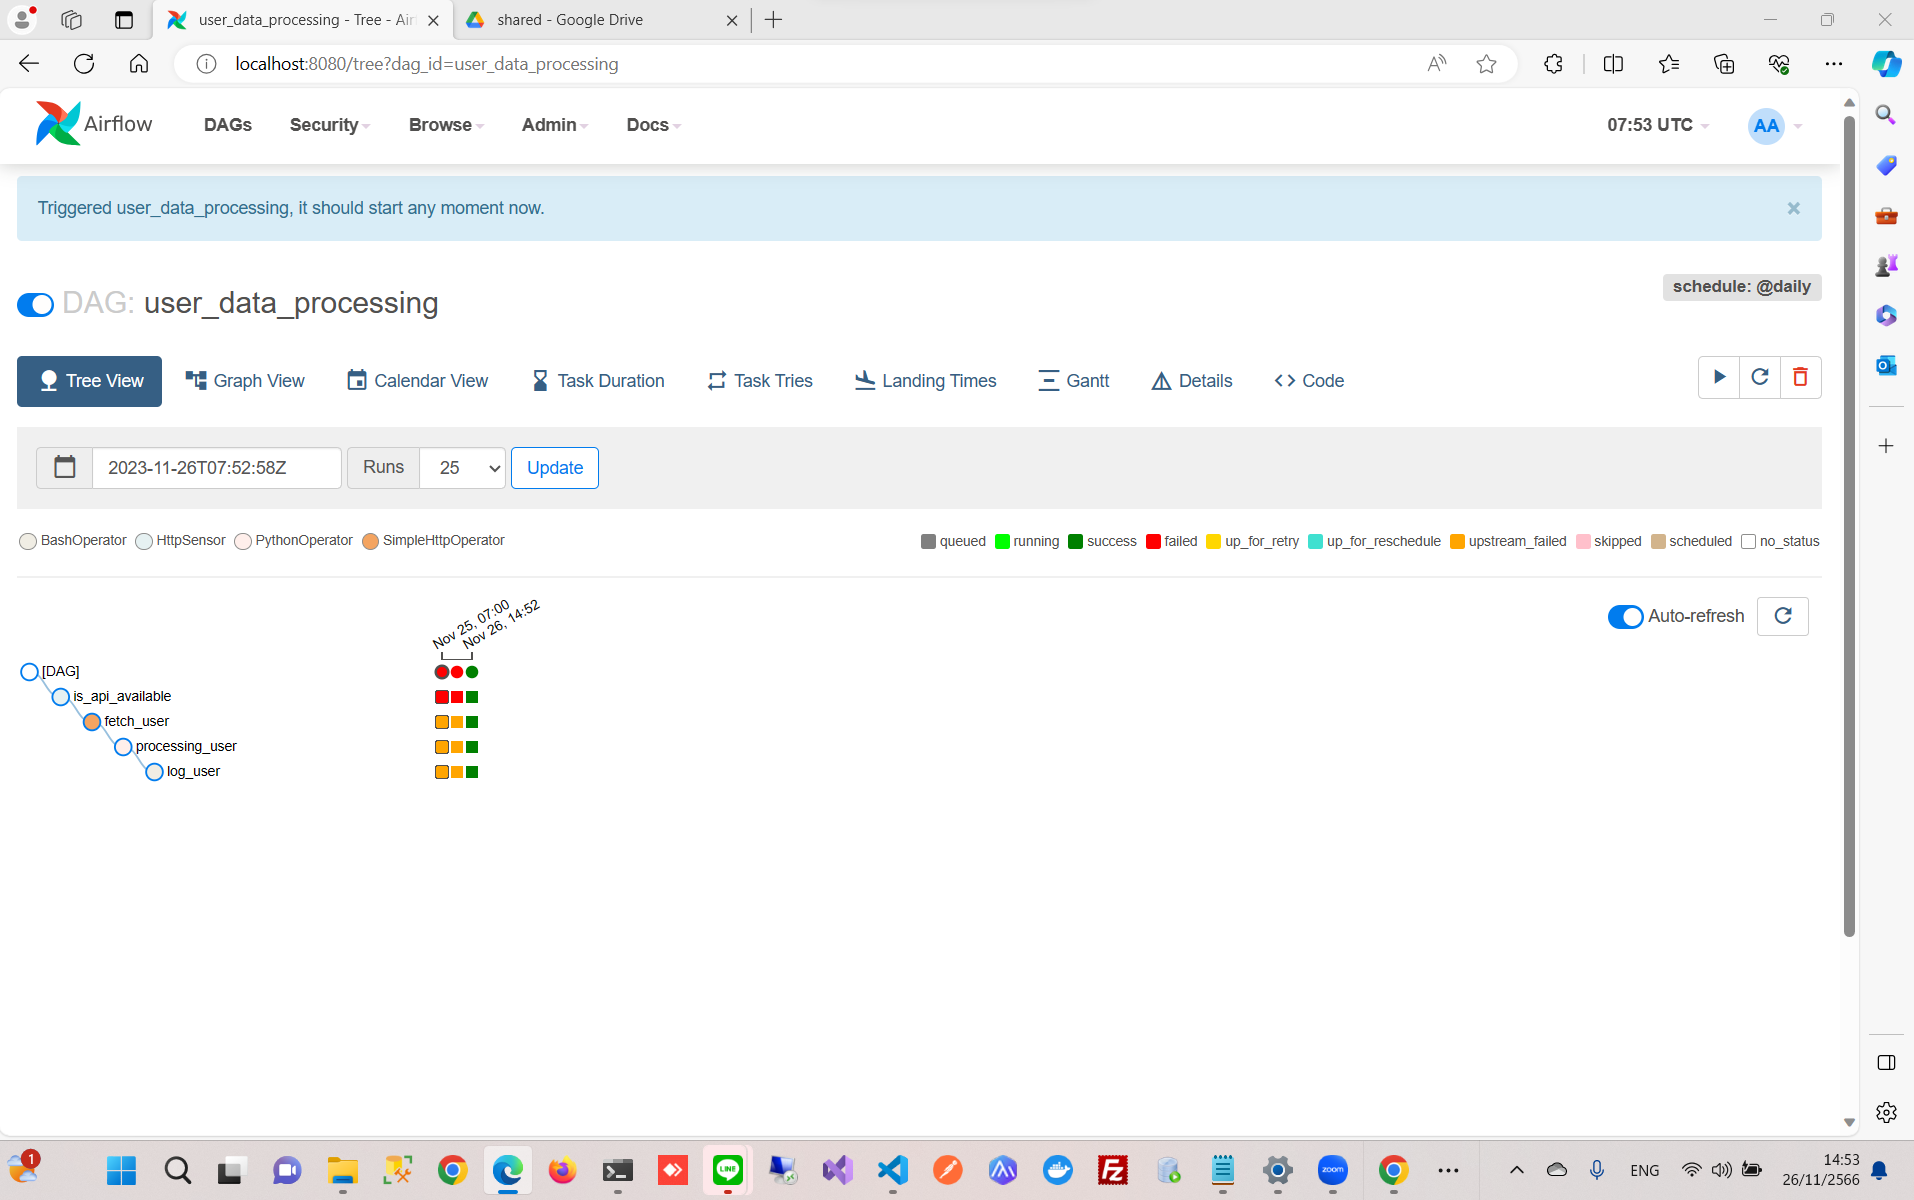 user_data_processing - Tree - Air
shared - Google Drive
localhost:8080/tree?dag_id=user_data_processing
Airflow
DAGs
Security
Browse
Admin
Docs
07:53 UTC
AA
Triggered user_data_processing, it should start any moment now.
DAG: user_data_processing
schedule: @daily
Tree View
Graph View
Calendar View
Task Duration
Task Tries
Landing Times
Gantt
Details
Code
2023-11-26T07:52:58Z
Runs
25
Update
BashOperator HttpSensor PythonOperator SimpleHttpOperator
queued running success failed up_for_retry up_for_reschedule upstream_failed skipped scheduled no_status
Nov 25, 07:00
Nov 26, 14:52
Auto-refresh
[DAG]
is_api_available
fetch_user
processing_user
log_user
1
LINE
zoom
ENG
14:53
26/11/2566